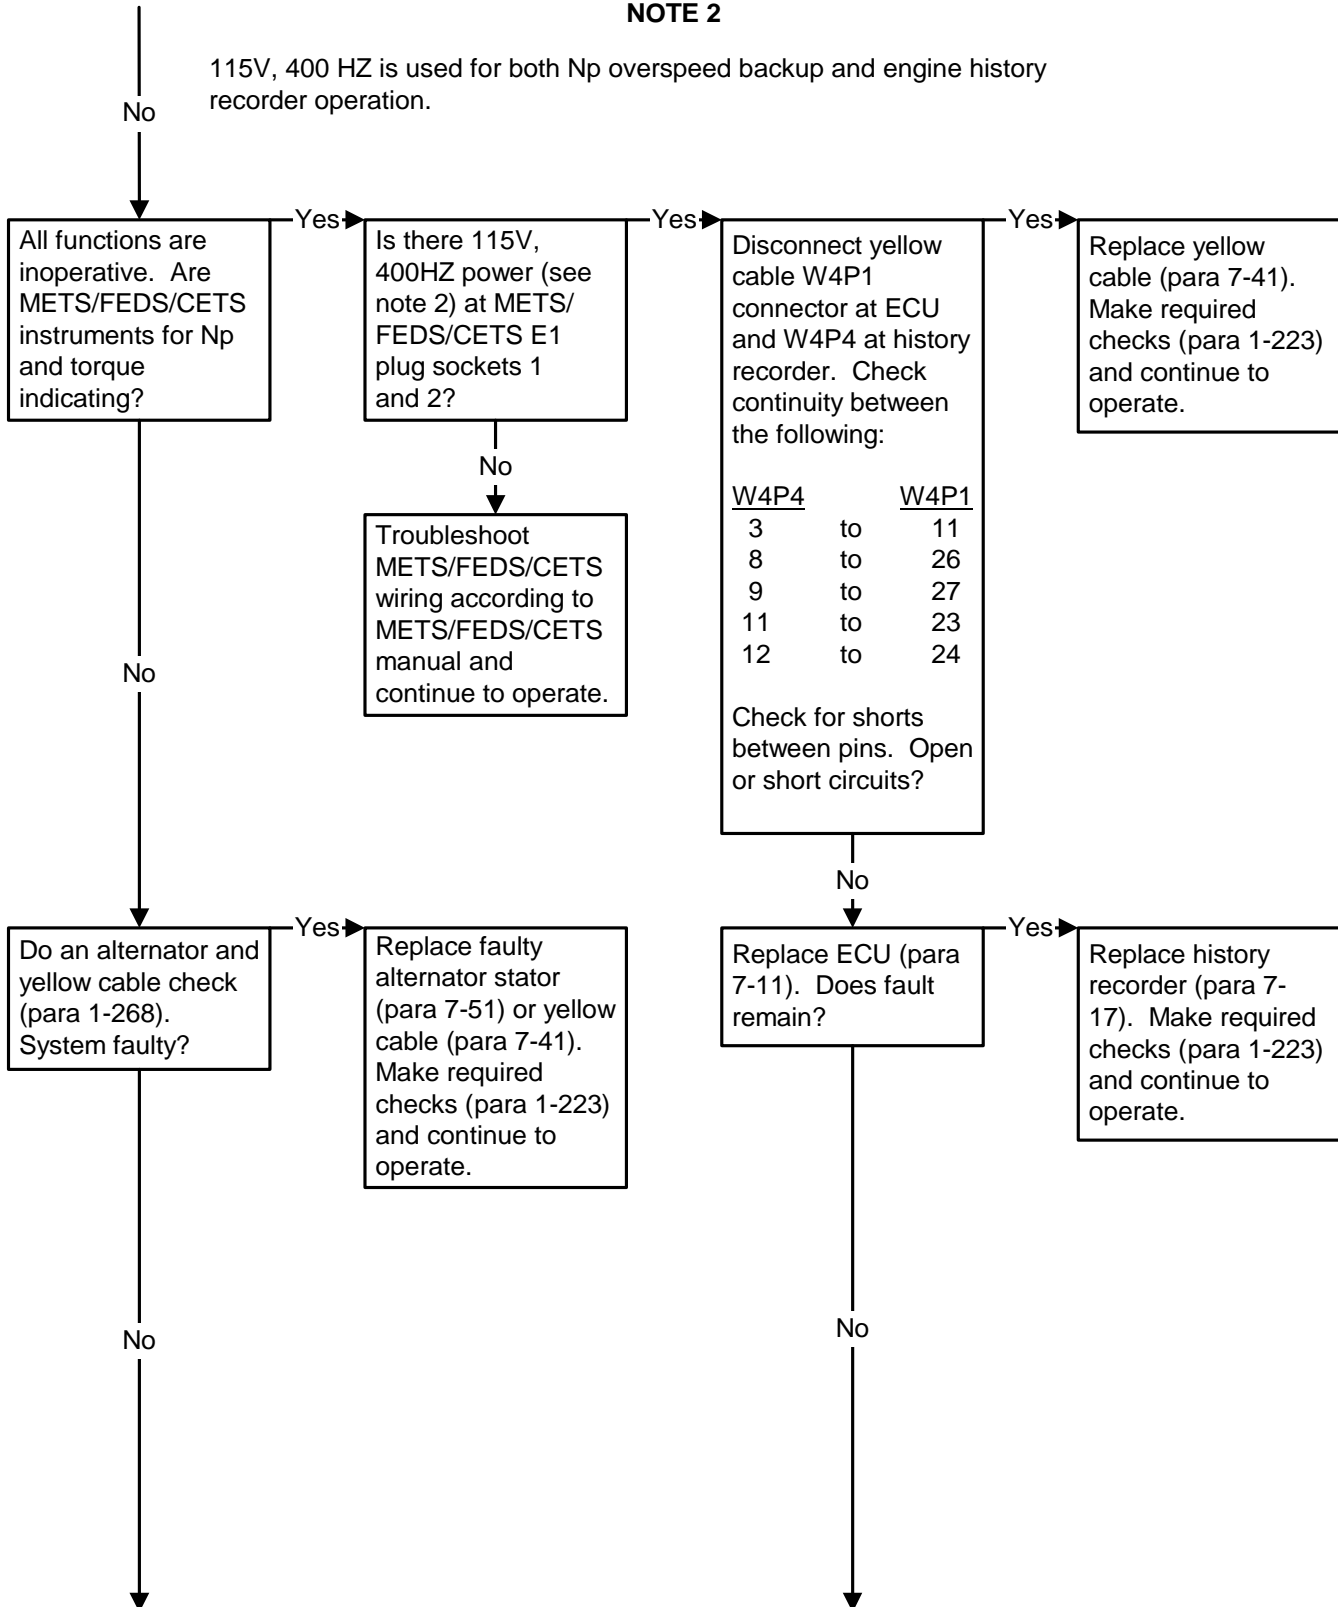 NOTE 2
115V, 400 HZ is used for both Np overspeed backup and engine history
recorder operation.
No
All functions are
inoperative.  Are
METS/FEDS/CETS
instruments for Np
and torque
indicating?
Yes
Is there 115V,
400HZ power (see
note 2) at METS/
FEDS/CETS E1
plug sockets 1
and 2?
Yes
Disconnect yellow
cable W4P1
connector at ECU
and W4P4 at history
recorder.  Check
continuity between
the following:
W4P4 W4P1
3 to 11
8 to 26
9 to 27
11 to 23
12 to 24
Check for shorts
between pins.  Open
or short circuits?
Yes
Replace yellow
cable (para 7-41).
Make required
checks (para 1-223)
and continue to
operate.
No
Troubleshoot
METS/FEDS/CETS
wiring according to
METS/FEDS/CETS
manual and
continue to operate.
No
No
Do an alternator and
yellow cable check
(para 1-268).
System faulty?
Yes
Replace faulty
alternator stator
(para 7-51) or yellow
cable (para 7-41).
Make required
checks (para 1-223)
and continue to
operate.
Replace ECU (para
7-11).  Does fault
remain?
Yes
Replace history
recorder (para 7-
17).  Make required
checks (para 1-223)
and continue to
operate.
No
No